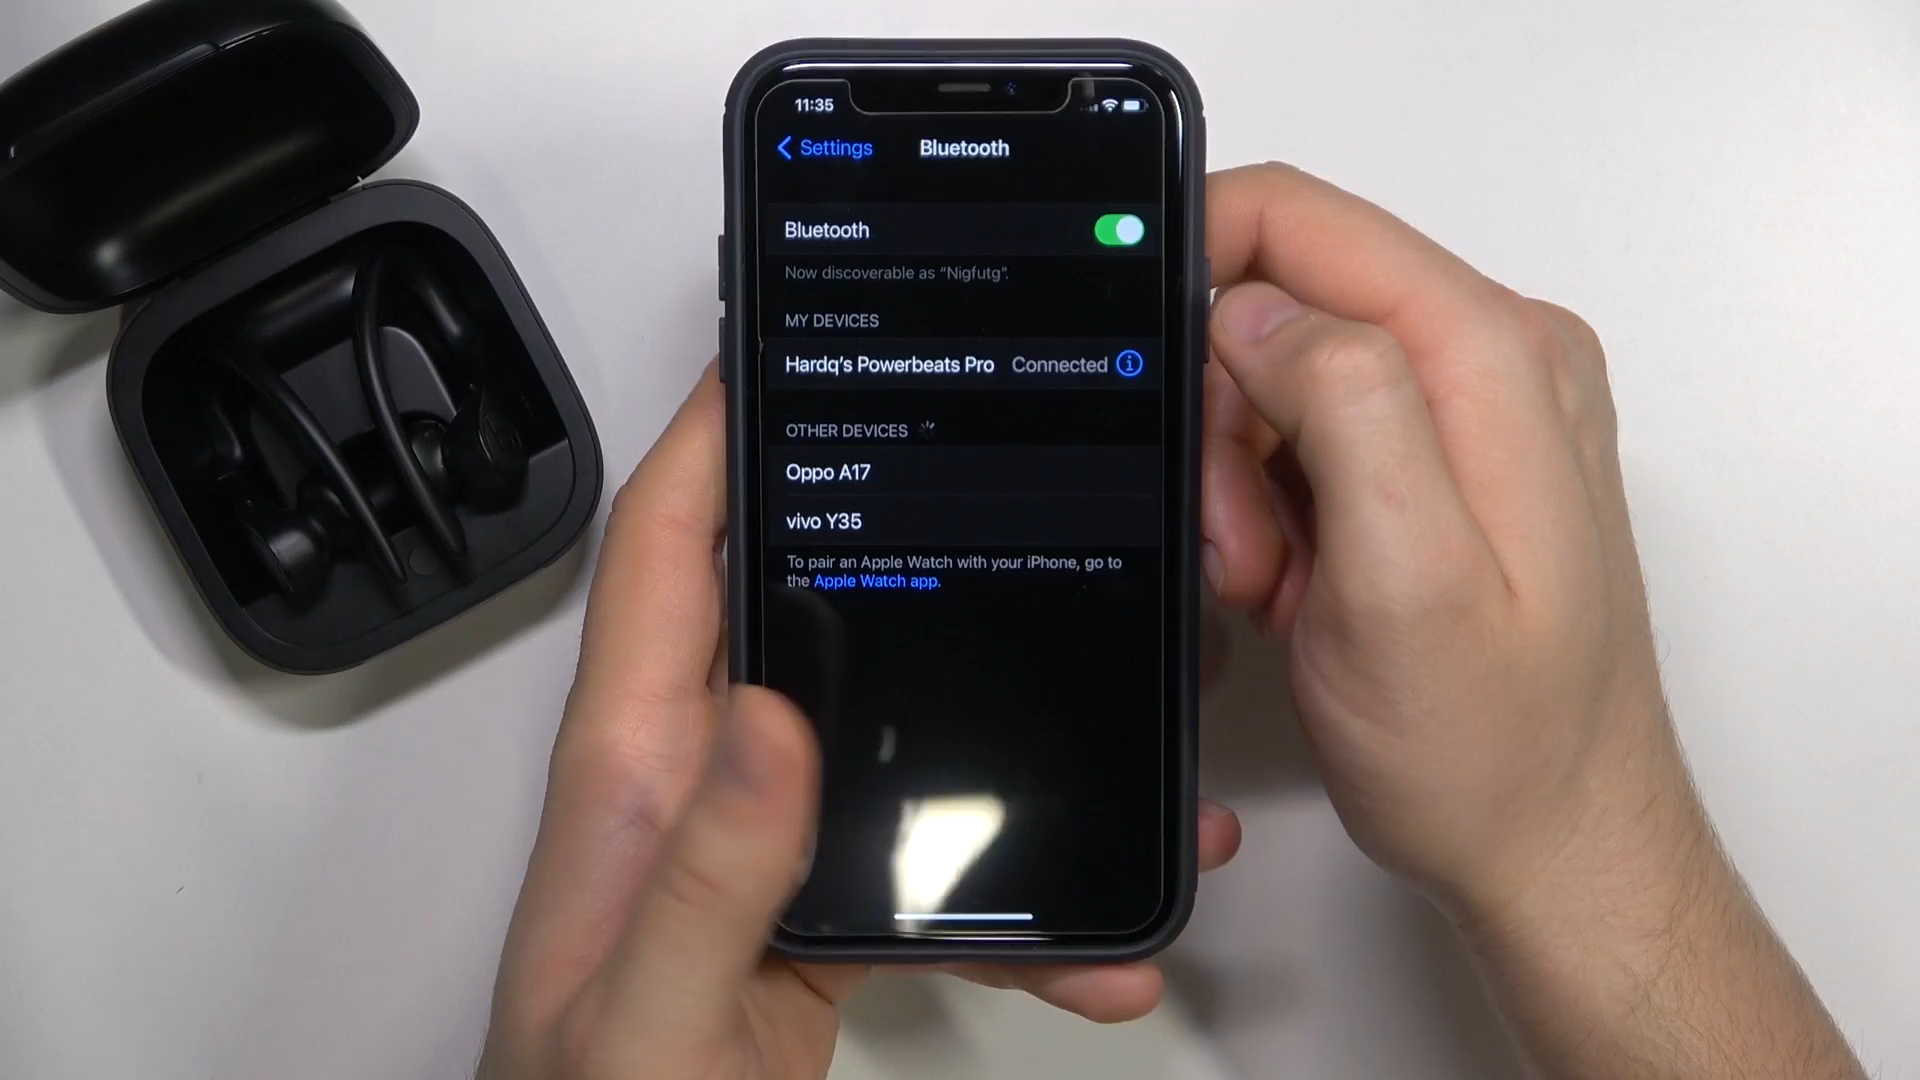 11:35
Settings
Bluetooth
Bluetooth
Now discoverable as “Nigfutg”.
MY DEVICES
Hardq’s Powerbeats Pro Connected
OTHER DEVICES
Oppo A17
vivo Y35
To pair an Apple Watch with your iPhone, go to
the Apple Watch app.